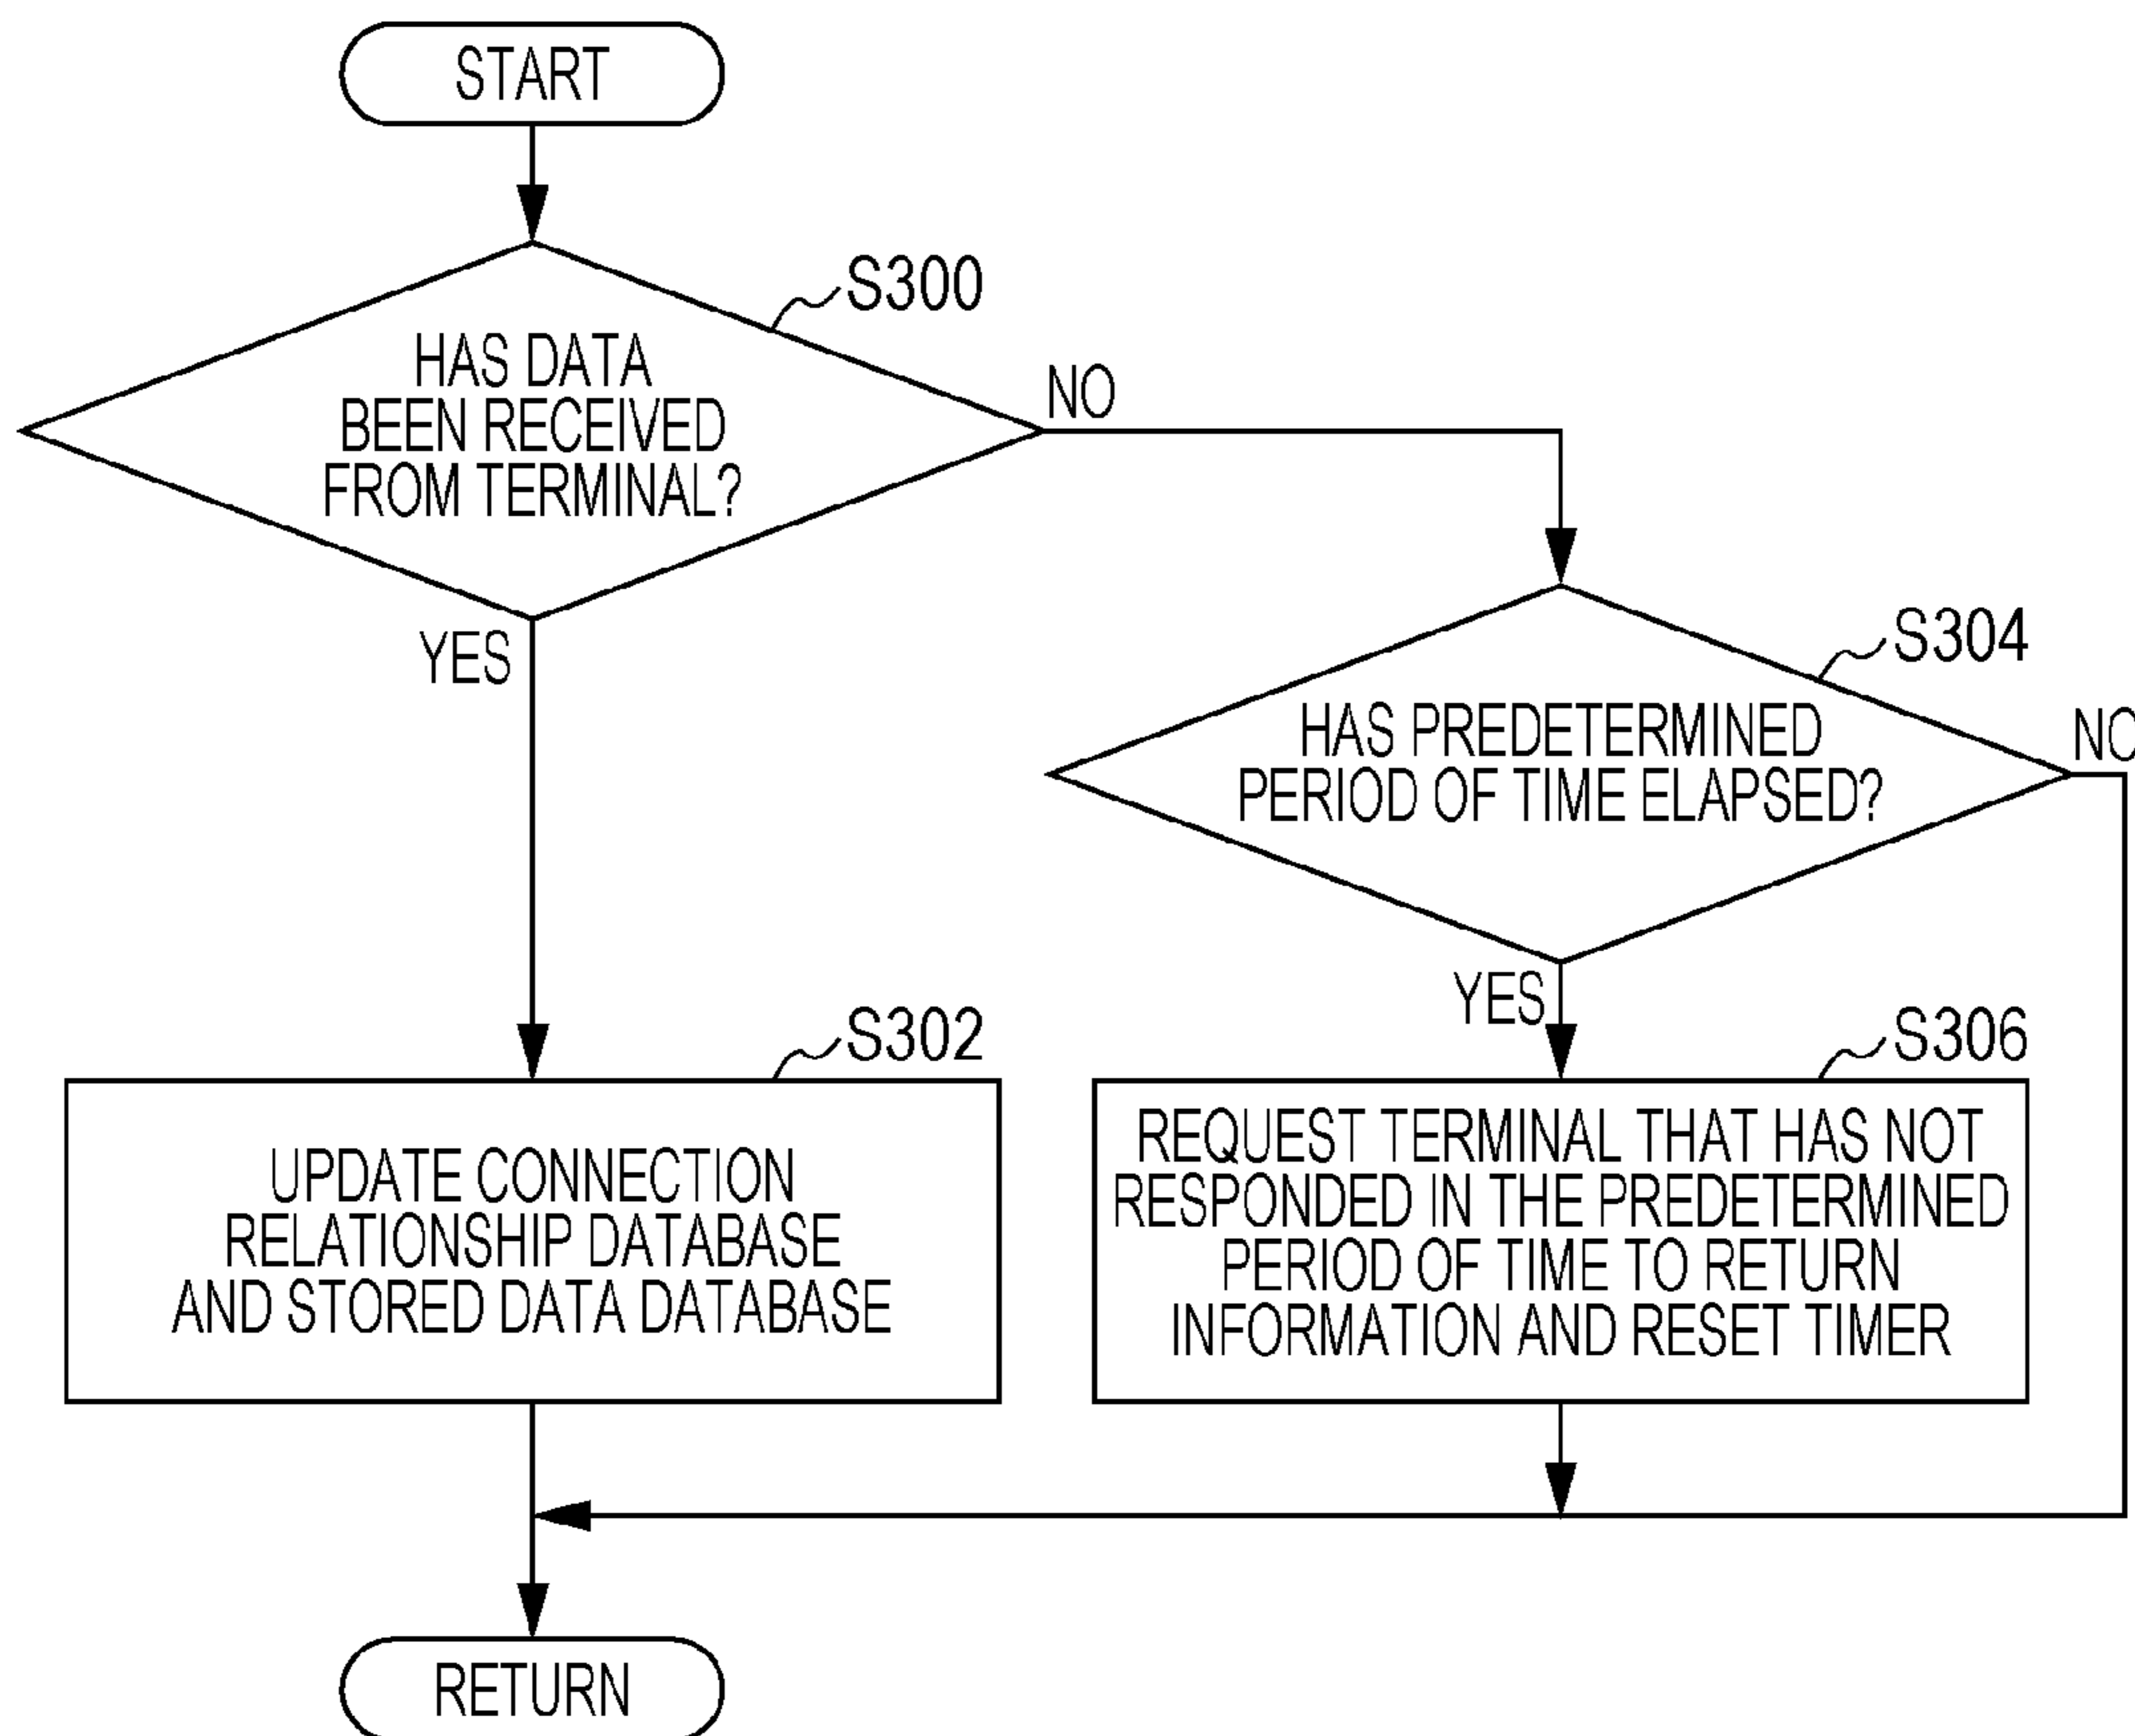 START
S300
HAS DATA
BEEN RECEIVED
FROM TERMINAL?
NO
YES
S304
HAS PREDETERMINED
PERIOD OF TIME ELAPSED?
NO
YES
S302
UPDATE CONNECTION
RELATIONSHIP DATABASE
AND STORED DATA DATABASE
S306
REQUEST TERMINAL THAT HAS NOT
RESPONDED IN THE PREDETERMINED
PERIOD OF TIME TO RETURN
INFORMATION AND RESET TIMER
RETURN